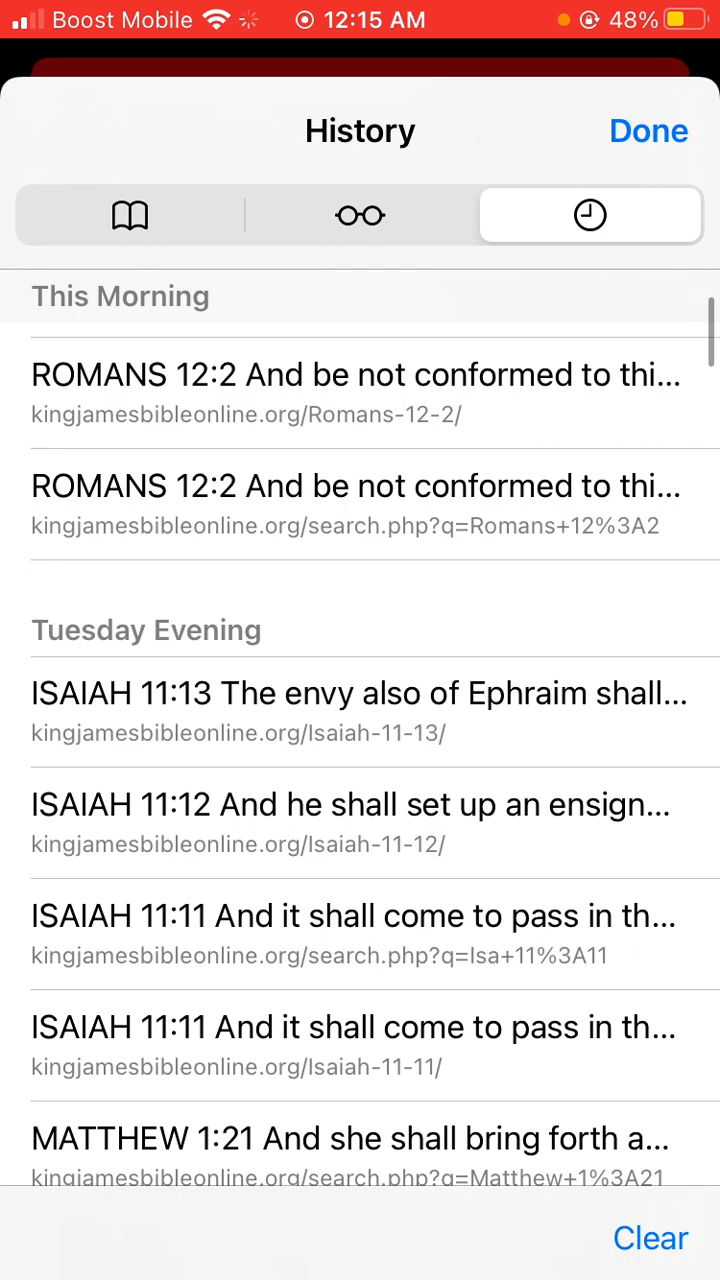 Boost Mobile 12:15 AM 48%
History Done
This Morning
ROMANS 12:2 And be not conformed to thi...
kingjamesbibleonline.org/Romans-12-2/
ROMANS 12:2 And be not conformed to thi...
kingjamesbibleonline.org/search.php?q=Romans+12%3A2
Tuesday Evening
ISAIAH 11:13 The envy also of Ephraim shall...
kingjamesbibleonline.org/Isaiah-11-13/
ISAIAH 11:12 And he shall set up an ensign...
kingjamesbibleonline.org/Isaiah-11-12/
ISAIAH 11:11 And it shall come to pass in th...
kingjamesbibleonline.org/search.php?q=Isa+11%3A11
ISAIAH 11:11 And it shall come to pass in th...
kingjamesbibleonline.org/Isaiah-11-11/
MATTHEW 1:21 And she shall bring forth a...
kingjamesbibleonline.org/search.php?q=Matthew+1%3A21
Clear